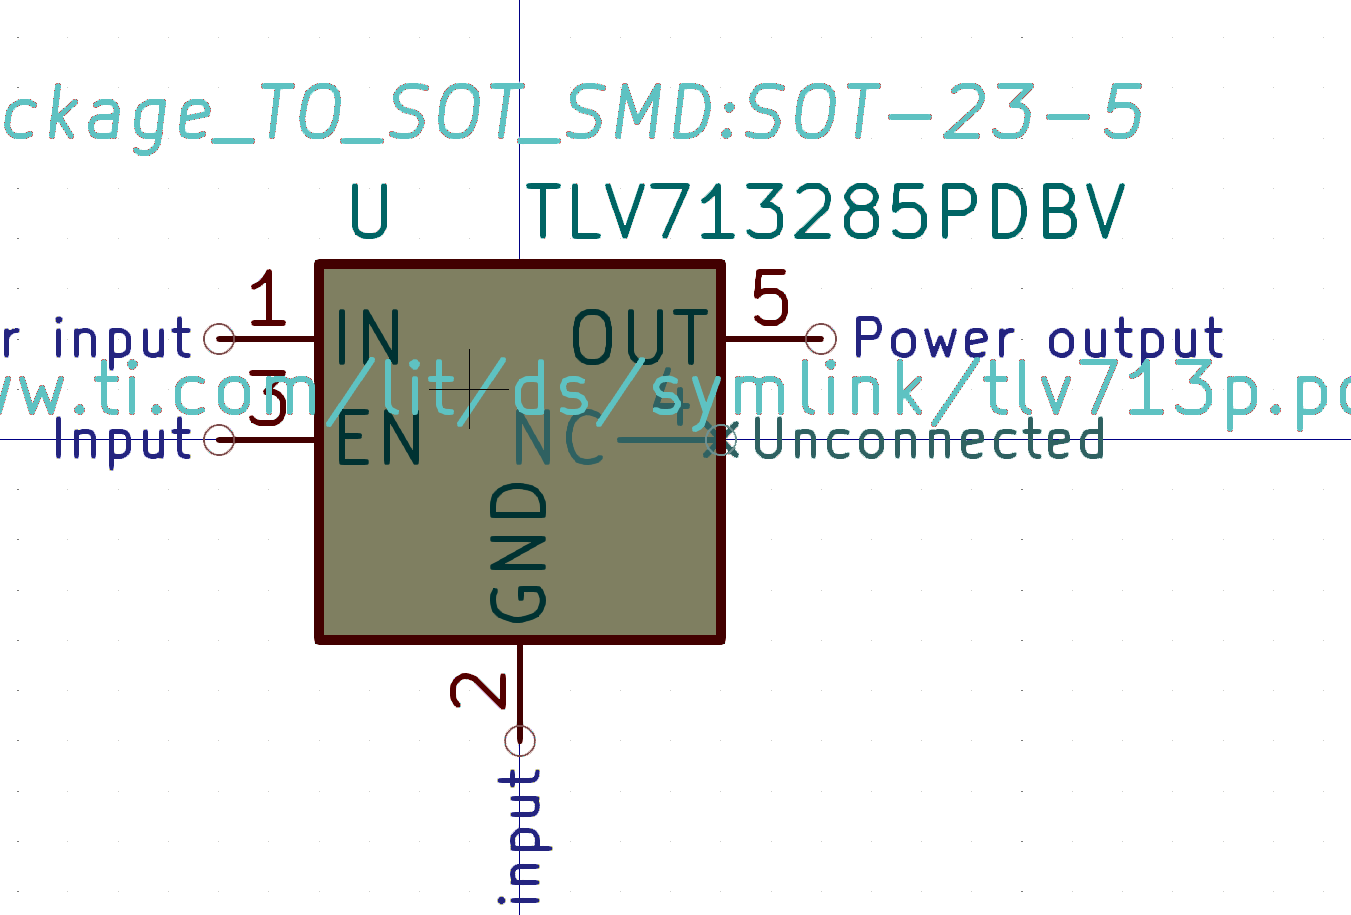 ckage_TO_SOT_SMD:SOT-23-5
U TLV713285PDBV
1 5
r input IN OUT Power output
ww.ti.com/lit/ds/symlink/tlv713p.pd
3 4
Input EN NC Unconnected
GND
2
input